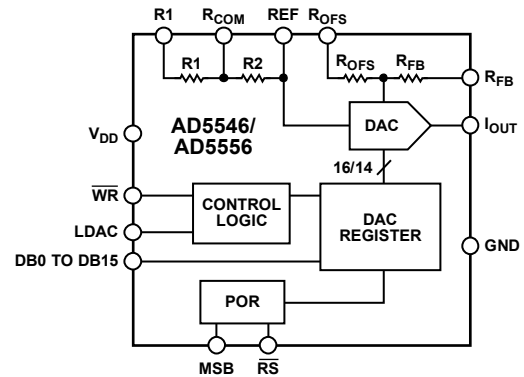 R1 RCOM REF ROFS
R1 R2 ROFS RFB
RFB
VDD
AD5546/
AD5556
DAC
IOUT
16/14
WR
LDAC
DB0 TO DB15
CONTROL
LOGIC
DAC
REGISTER
GND
POR
MSB RS